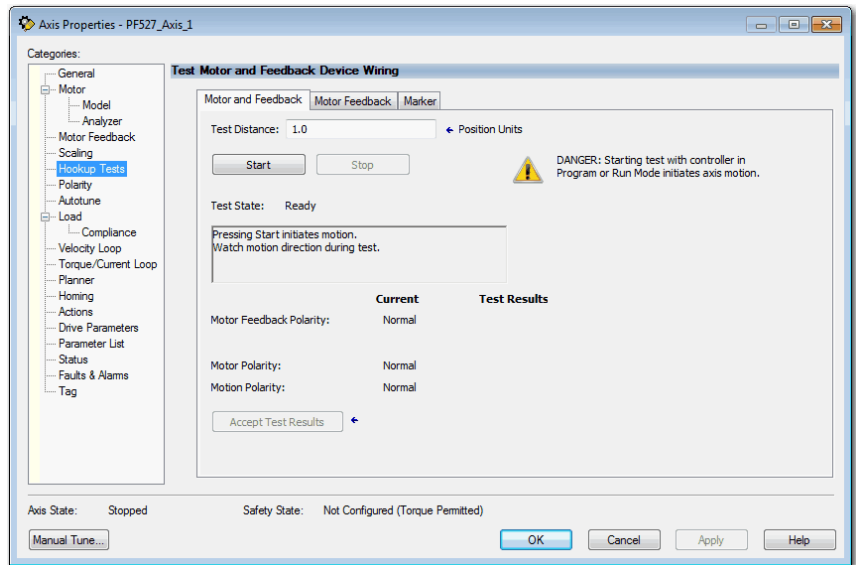 Axis Properties - PF527_Axis_1
Categories:
General
Motor
Model
Analyzer
Motor Feedback
Scaling
Hookup Tests
Polarity
Autotune
Load
Compliance
Velocity Loop
Torque/Current Loop
Planner
Homing
Actions
Drive Parameters
Parameter List
Status
Faults & Alarms
Tag
Test Motor and Feedback Device Wiring
Motor and Feedback Motor Feedback Marker
Test Distance: 1.0 Position Units
Start Stop
DANGER: Starting test with controller in
Program or Run Mode initiates axis motion.
Test State: Ready
Pressing Start initiates motion.
Watch motion direction during test.
Current Test Results
Motor Feedback Polarity: Normal
Motor Polarity: Normal
Motion Polarity: Normal
Accept Test Results
Axis State: Stopped Safety State: Not Configured (Torque Permitted)
Manual Tune... OK Cancel Apply Help